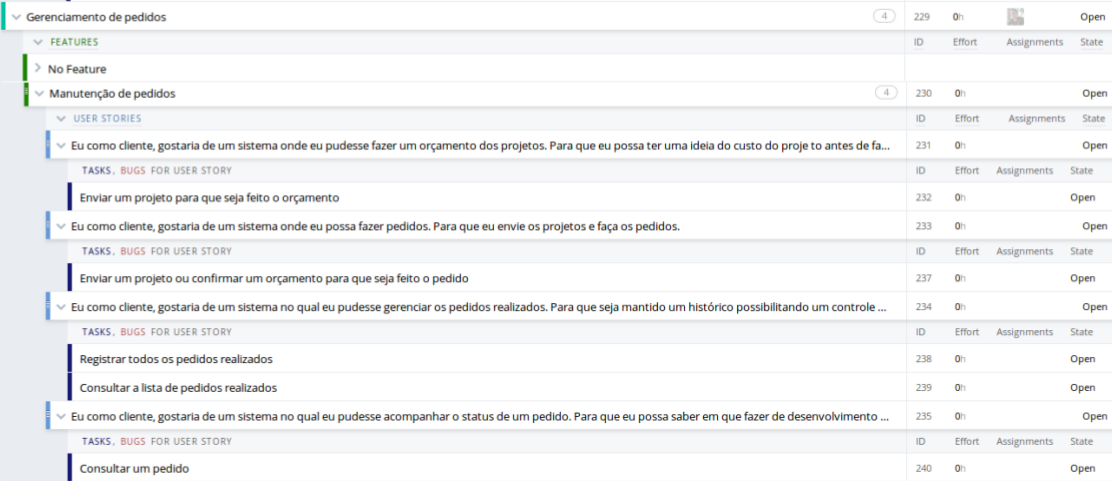 Gerenciamento de pedidos 4 229 0h Open
FEATURES ID Effort Assignments State
No Feature
Manutenção de pedidos 4 230 0h Open
USER STORIES ID Effort Assignments State
Eu como cliente, gostaria de um sistema onde eu pudesse fazer um orçamento dos projetos. Para que eu possa ter uma ideia do custo do proje to antes de fa... 231 0h Open
TASKS, BUGS FOR USER STORY ID Effort Assignments State
Enviar um projeto para que seja feito o orçamento 232 0h Open
Eu como cliente, gostaria de um sistema onde eu possa fazer pedidos. Para que eu envie os projetos e faça os pedidos. 233 0h Open
TASKS, BUGS FOR USER STORY ID Effort Assignments State
Enviar um projeto ou confirmar um orçamento para que seja feito o pedido 237 0h Open
Eu como cliente, gostaria de um sistema no qual eu pudesse gerenciar os pedidos realizados. Para que seja mantido um histórico possibilitando um controle ... 234 0h Open
TASKS, BUGS FOR USER STORY ID Effort Assignments State
Registrar todos os pedidos realizados 238 0h Open
Consultar a lista de pedidos realizados 239 0h Open
Eu como cliente, gostaria de um sistema no qual eu pudesse acompanhar o status de um pedido. Para que eu possa saber em que fazer de desenvolvimento ... 235 0h Open
TASKS, BUGS FOR USER STORY ID Effort Assignments State
Consultar um pedido 240 0h Open